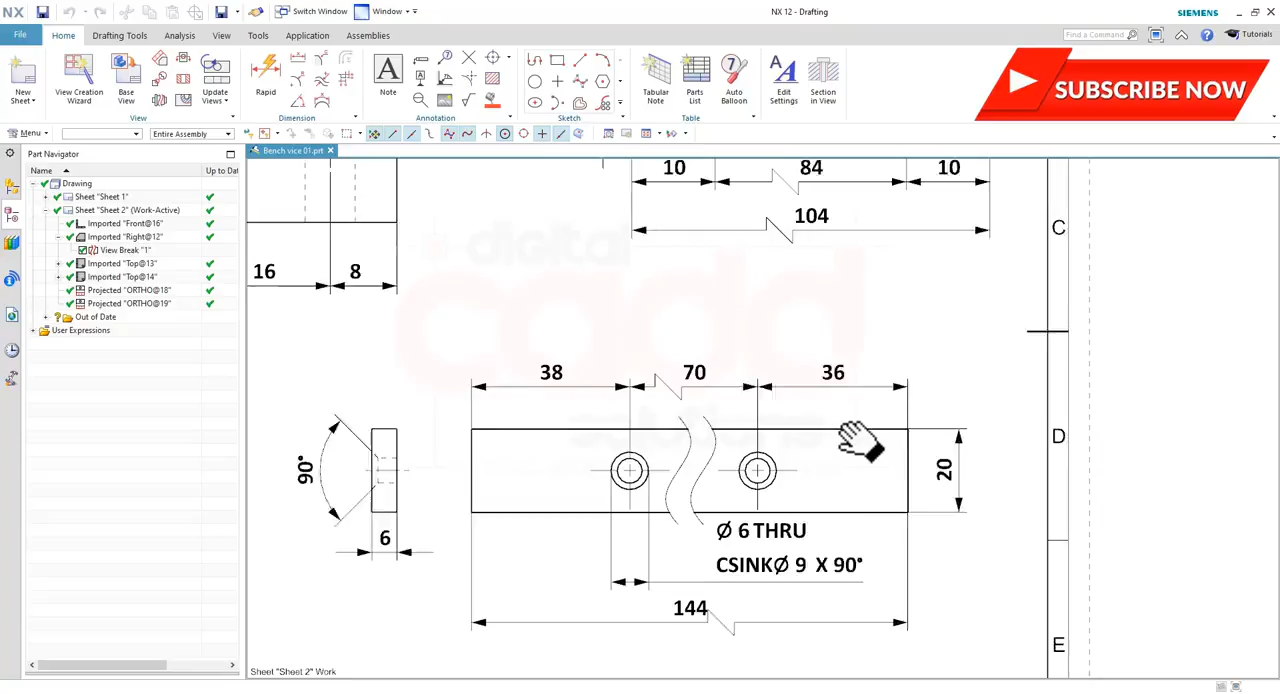 NX
Switch Window
Window
NX 12 - Drafting
SIEMENS
File
Home
Drafting Tools
Analysis
View
Tools
Application
Assemblies
Find a Command
Tutorials
New Sheet
View Creation Wizard
Base View
Update Views
Rapid
Note
Tabular Note
Parts List
Auto Balloon
Edit Settings
Section in View
View
Dimension
Annotation
Sketch
Table
SUBSCRIBE NOW
Menu
Entire Assembly
Part Navigator
Bench vice 01.prt
Name
Up to Dat
Drawing
Sheet "Sheet 1"
Sheet "Sheet 2" (Work-Active)
Imported "Front@16"
Imported "Right@12"
View Break "1"
Imported "Top@13"
Imported "Top@14"
Projected "ORTHO@18"
Projected "ORTHO@19"
Out of Date
User Expressions
10
84
10
104
C
16
8
digital
cadd
solutions
38
70
36
D
90°
20
6
Ø 6 THRU
CSINKØ 9 X 90°
144
E
Sheet "Sheet 2" Work